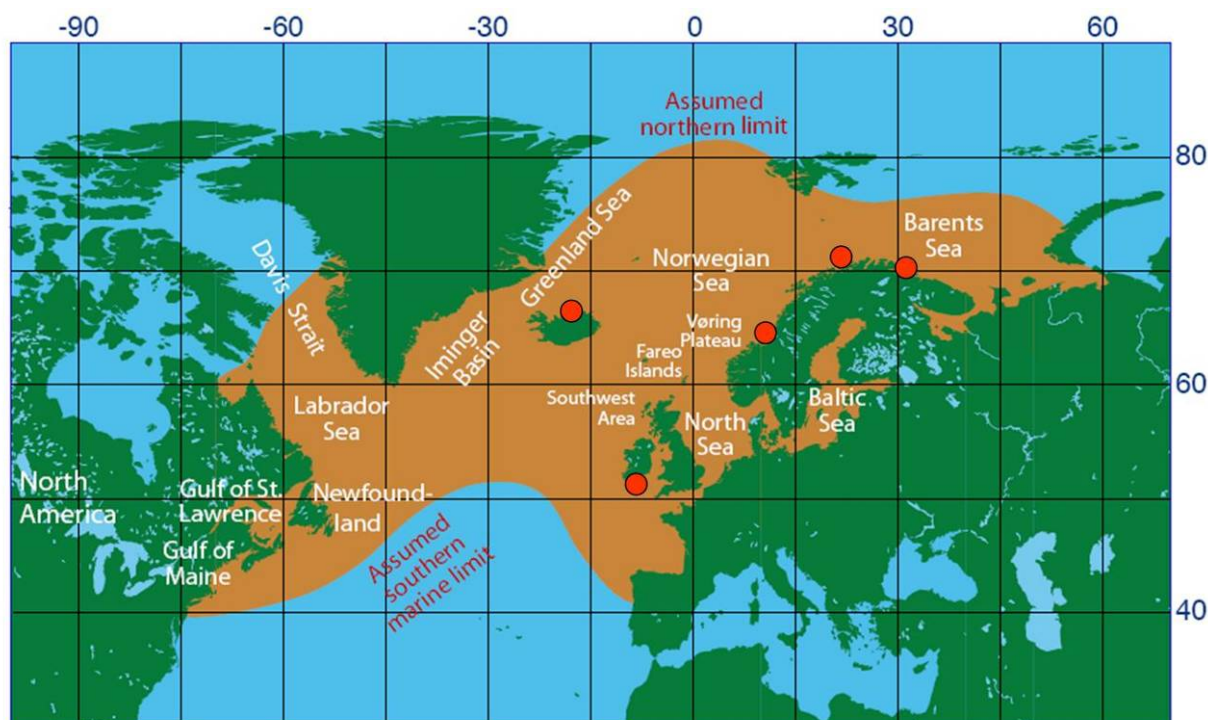 -90 -60 -30 0 30 60
Assumed
northern limit
80
Greenland Sea
Barents
Sea
Davis
Strait
Norwegian
Sea
Iminger
Basin
Vøring
Plateau
Fareo
Islands
60
Southwest
Area
Labrador
Sea
North
Sea
Baltic
Sea
North
America
Gulf of St.
Lawrence
Newfound-
land
Gulf of
Maine
Assumed
southern
marine limit
40